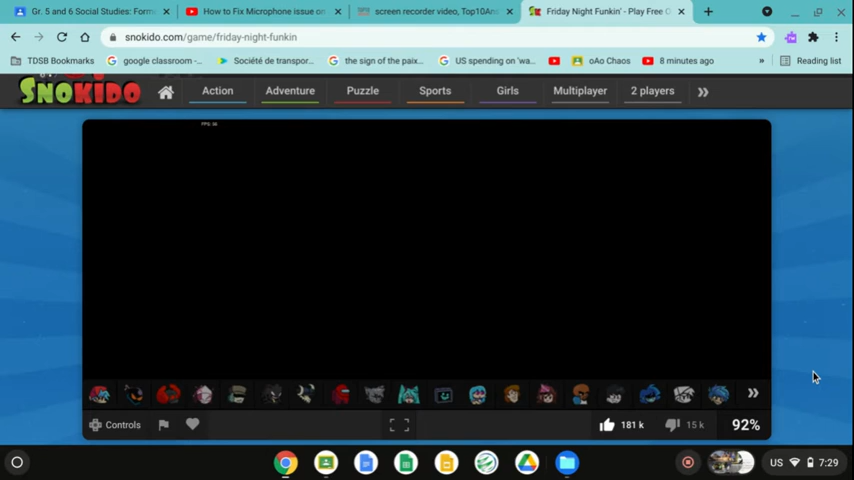 Gr. 5 and 6 Social Studies: Form
How to Fix Microphone issue on
screen recorder video, Top10An
Friday Night Funkin' - Play Free O
snokido.com/game/friday-night-funkin
TDSB Bookmarks
google classroom -...
Société de transpor...
the sign of the paix...
US spending on 'wa...
oAo Chaos
8 minutes ago
Reading list
SNOKIDO
Action
Adventure
Puzzle
Sports
Girls
Multiplayer
2 players
FPS: 30
Controls
181 k
15 k
92%
US
7:29